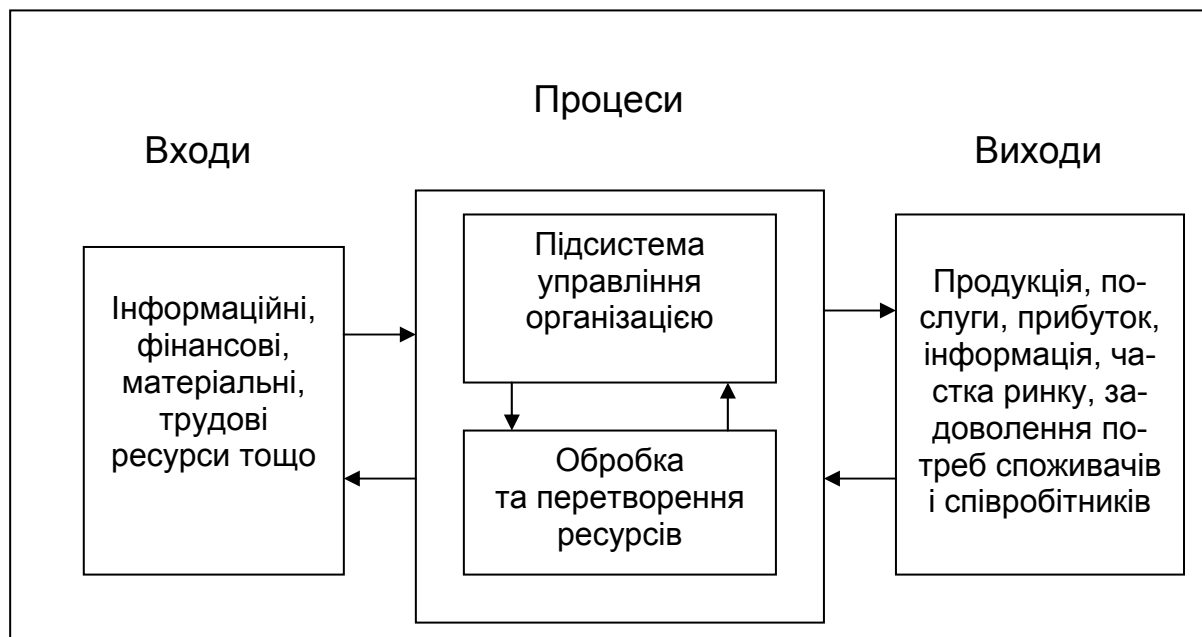 Процеси
Входи
Виходи
Інформаційні,
фінансові,
матеріальні,
трудові
ресурси тощо
Підсистема
управління
організацією
Обробка
та перетворення
ресурсів
Продукція, по-
слуги, прибуток,
інформація, ча-
стка ринку, за-
доволення по-
треб споживачів
і співробітників